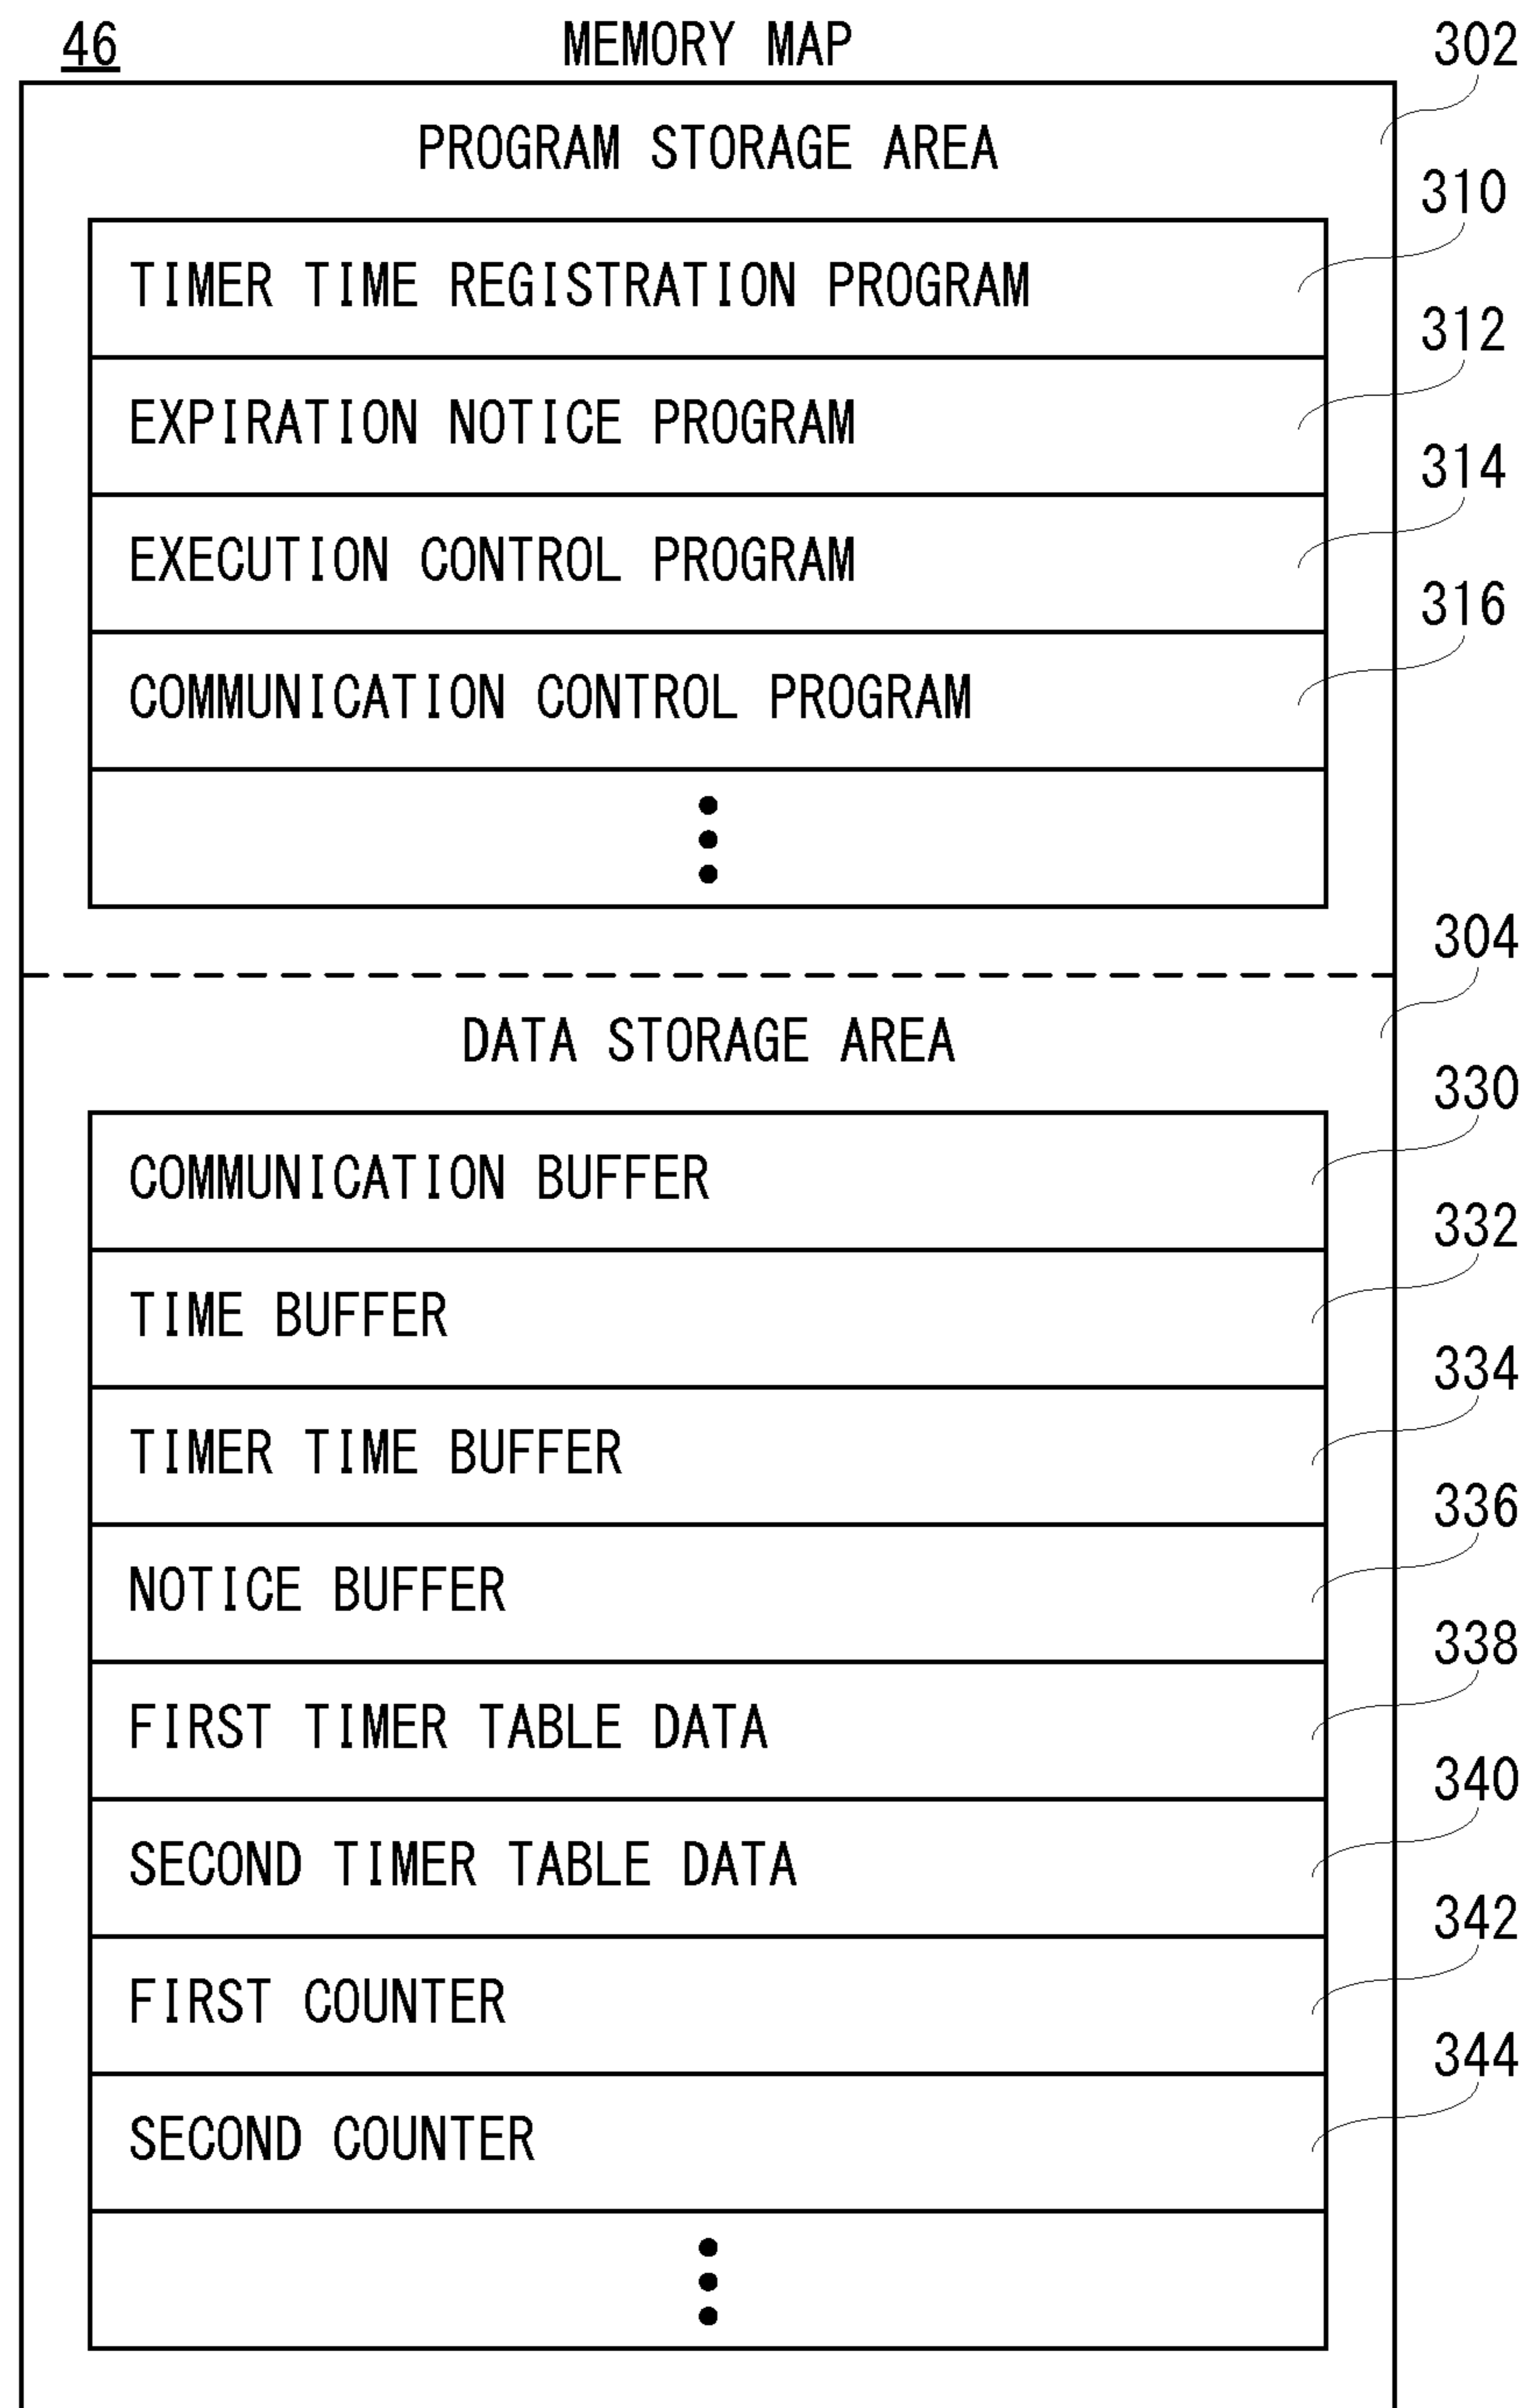 46 MEMORY MAP 302
PROGRAM STORAGE AREA
310
TIMER TIME REGISTRATION PROGRAM
312
EXPIRATION NOTICE PROGRAM
314
EXECUTION CONTROL PROGRAM
316
COMMUNICATION CONTROL PROGRAM
304
DATA STORAGE AREA
330
COMMUNICATION BUFFER
332
TIME BUFFER
334
TIMER TIME BUFFER
336
NOTICE BUFFER
338
FIRST TIMER TABLE DATA
340
SECOND TIMER TABLE DATA
342
FIRST COUNTER
344
SECOND COUNTER